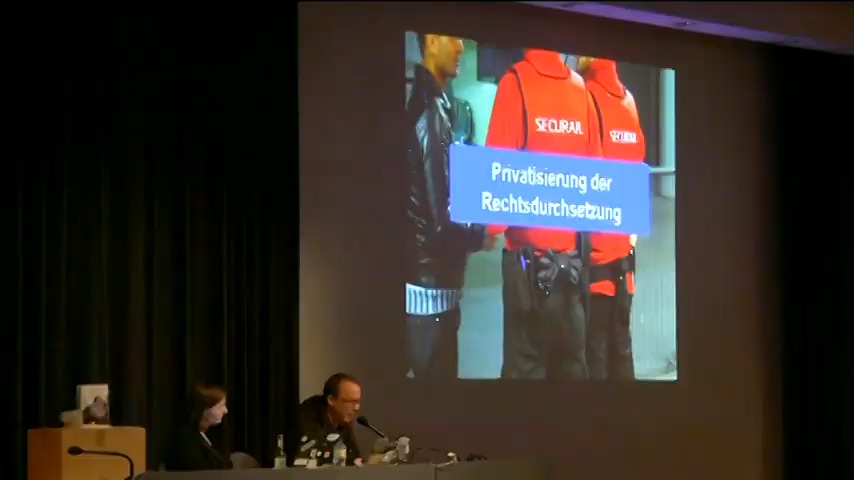 SECURAIL
SECURAIL
Privatisierung der
Rechtsdurchsetzung